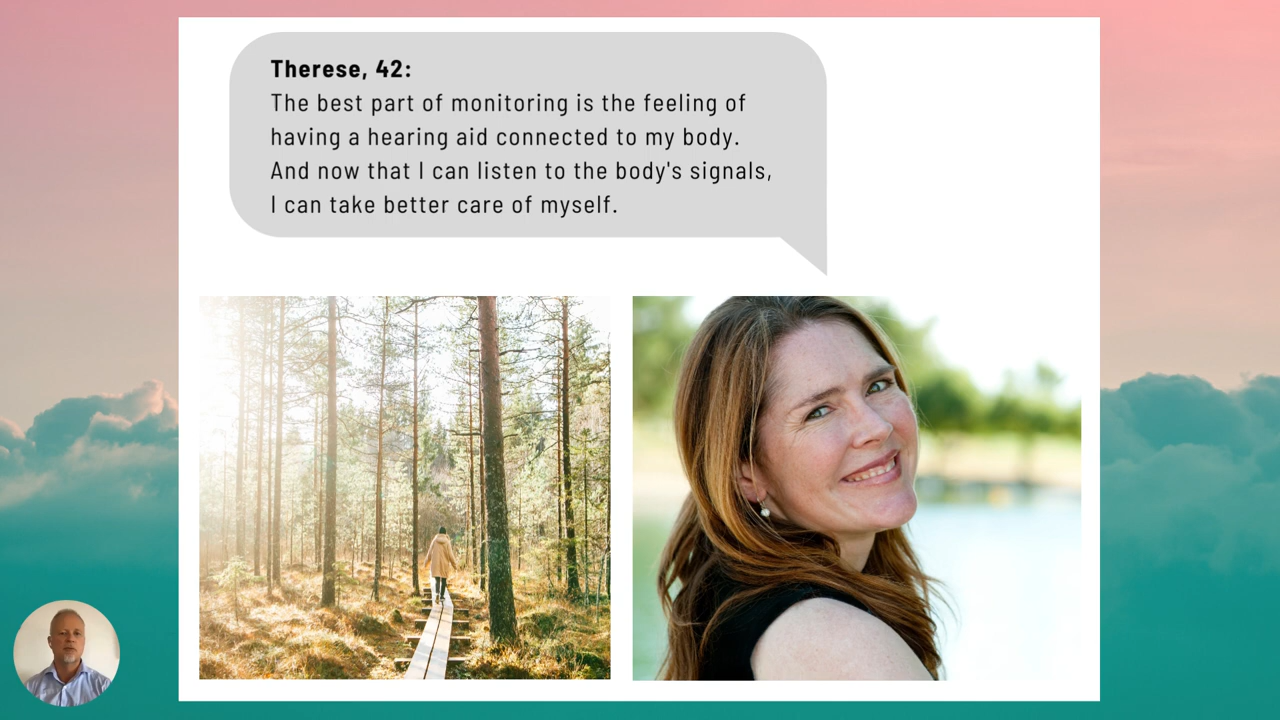 Therese, 42:
The best part of monitoring is the feeling of
having a hearing aid connected to my body.
And now that I can listen to the body's signals,
I can take better care of myself.